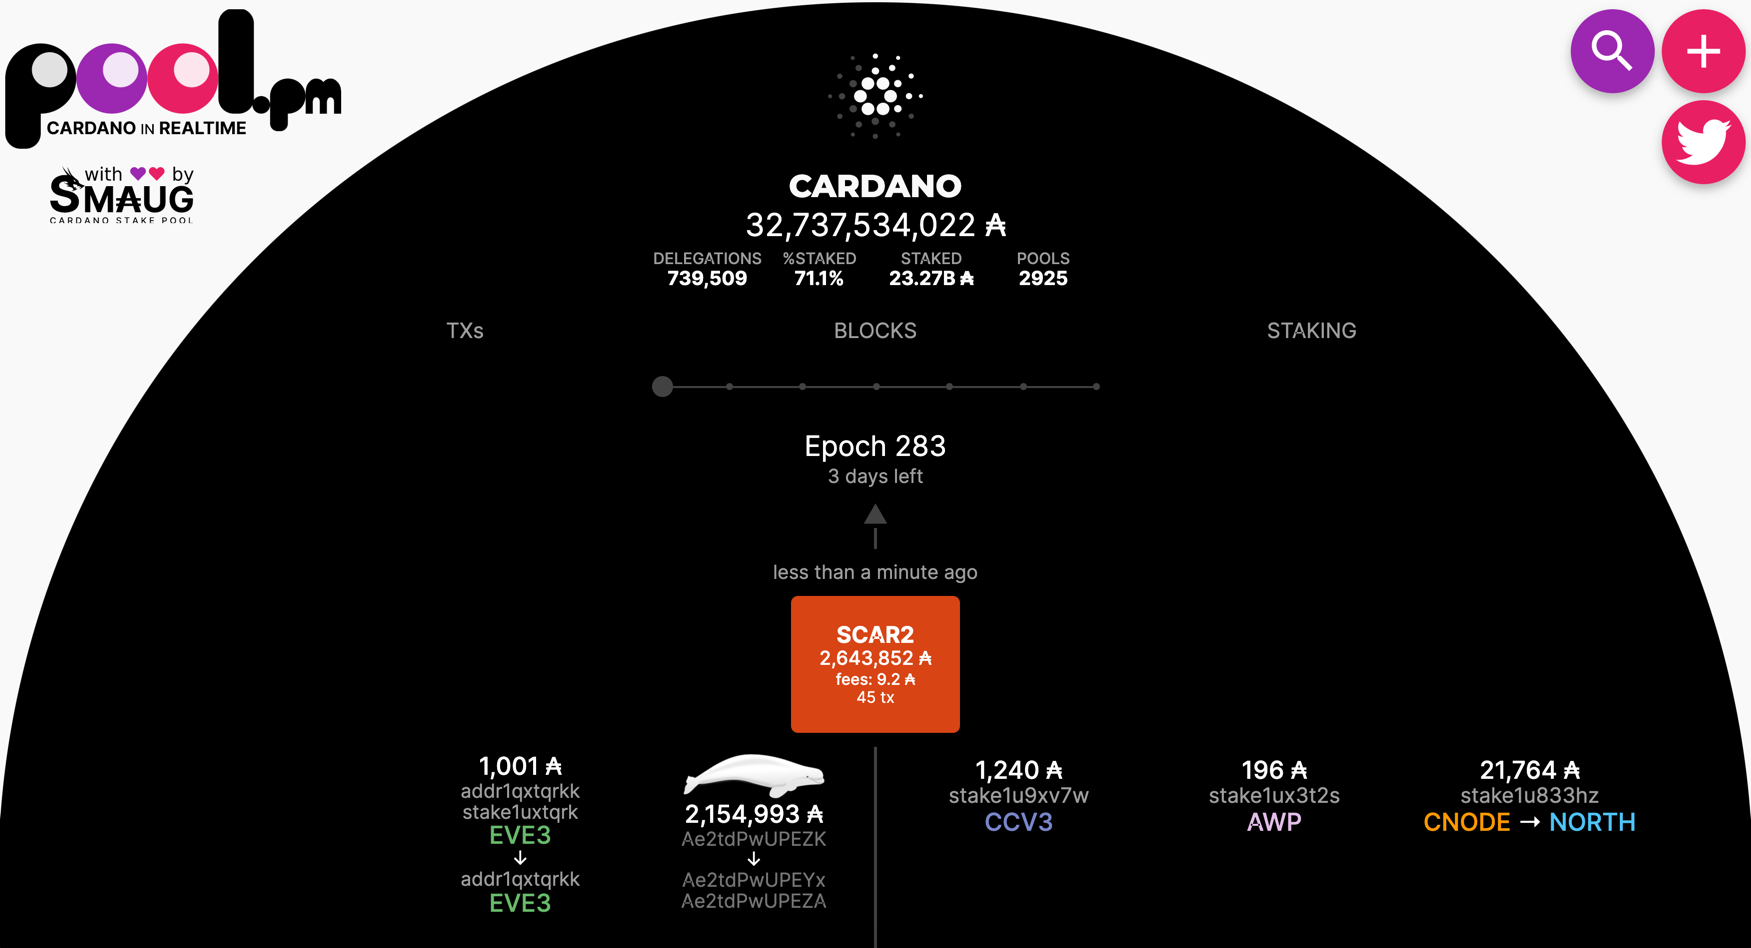 pool.pm
CARDANO IN REALTIME
with 💜❤ by
SMAUG
CARDANO STAKE POOL
CARDANO
32,737,534,022 ₳
DELEGATIONS %STAKED STAKED POOLS
739,509 71.1% 23.27B ₳ 2925
TXs BLOCKS STAKING
Epoch 283
3 days left
less than a minute ago
SCAR2
2,643,852 ₳
fees: 9.2 ₳
45 tx
1,001 ₳
addr1qxtqrkk
stake1uxtqrk
EVE3
↓
addr1qxtqrkk
EVE3
2,154,993 ₳
Ae2tdPwUPEZK
↓
Ae2tdPwUPEYx
Ae2tdPwUPEZA
1,240 ₳
stake1u9xv7w
CCV3
196 ₳
stake1ux3t2s
AWP
21,764 ₳
stake1u833hz
CNODE → NORTH